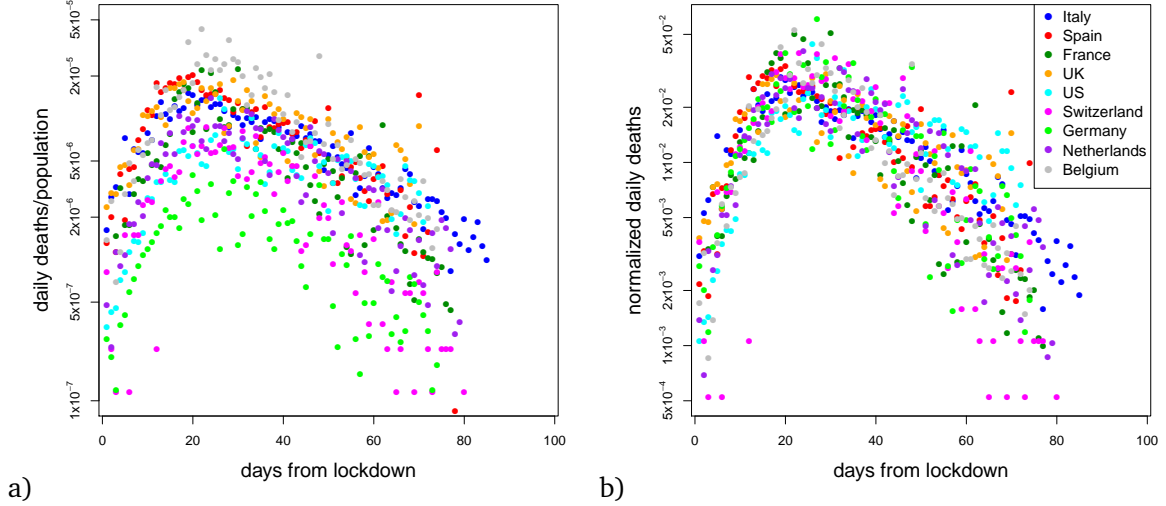 daily deaths/population
1x10⁻⁷
5x10⁻⁷
2x10⁻⁶
5x10⁻⁶
2x10⁻⁵
5x10⁻⁵
0 20 40 60 80 100
days from lockdown
a)
normalized daily deaths
5x10⁻⁴
1x10⁻³
2x10⁻³
5x10⁻³
1x10⁻²
2x10⁻²
5x10⁻²
0 20 40 60 80 100
days from lockdown
b)
Italy
Spain
France
UK
US
Switzerland
Germany
Netherlands
Belgium